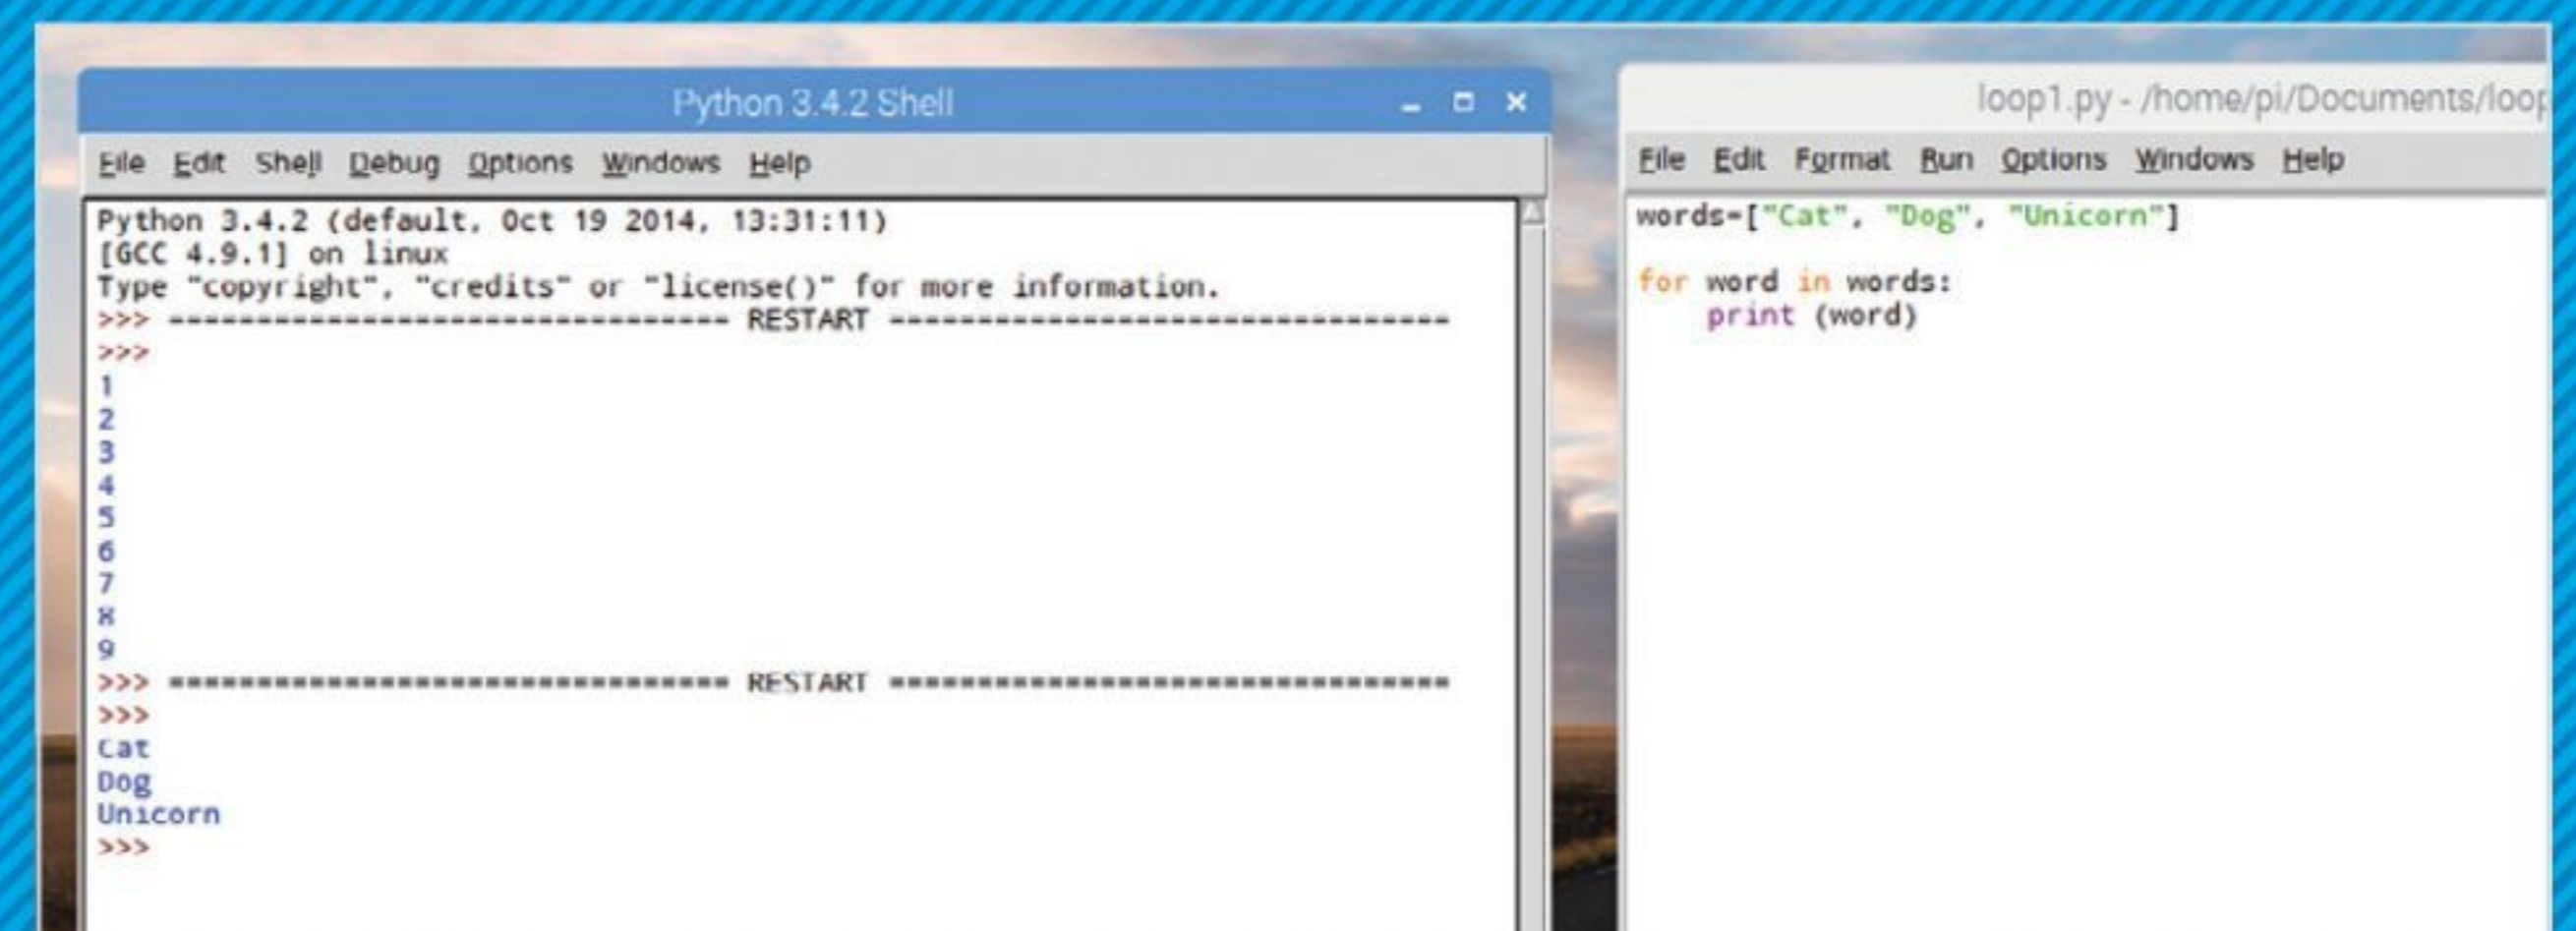 Python 3.4.2 Shell
File Edit Shell Debug Options Windows Help
Python 3.4.2 (default, Oct 19 2014, 13:31:11)
[GCC 4.9.1] on linux
Type "copyright", "credits" or "license()" for more information.
>>> ================================ RESTART ================================
>>>
1
2
3
4
5
6
7
8
9
>>> ================================ RESTART ================================
>>>
Cat
Dog
Unicorn
>>>
loop1.py - /home/pi/Documents/loop
File Edit Format Run Options Windows Help
words=["Cat", "Dog", "Unicorn"]
for word in words:
    print (word)